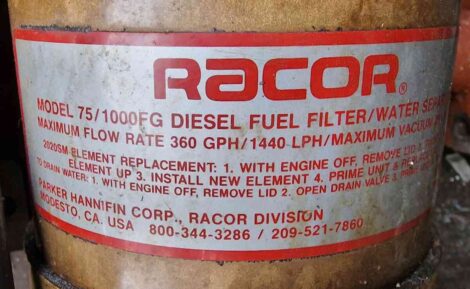 RACOR®
MODEL 75/1000FG DIESEL FUEL FILTER/WATER
MAXIMUM FLOW RATE 360 GPH/1440 LPH/MAXIMUM VACUUM
2020SM ELEMENT REPLACEMENT: 1. WITH ENGINE OFF, REMOVE LID
ELEMENT UP 3. INSTALL NEW ELEMENT 4. PRIME UNIT &
TO DRAIN WATER: 1. WITH ENGINE OFF, REMOVE LID 2. OPEN DRAIN VALVE 3. PRIME
PARKER HANNIFIN CORP., RACOR DIVISION
MODESTO, CA. USA 800-344-3286 / 209-521-7860